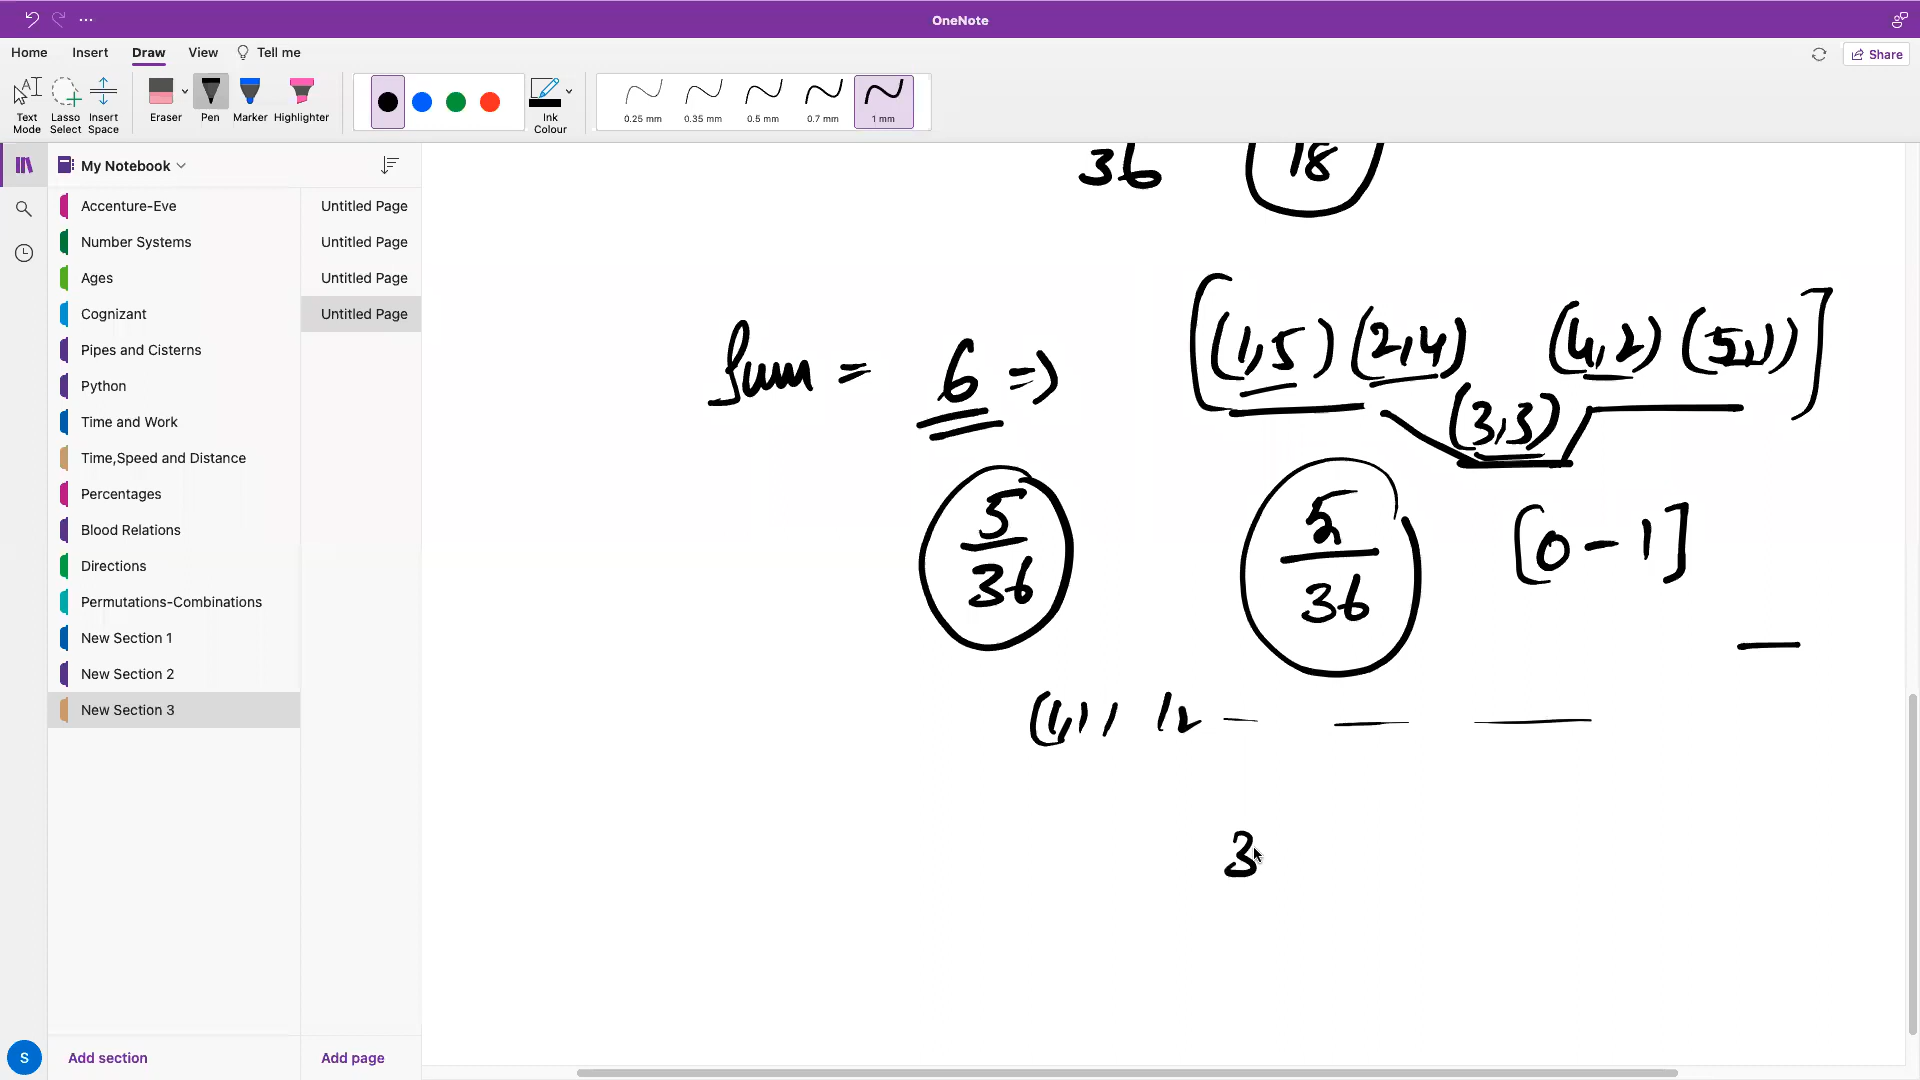 OneNote
Home Insert Draw View Tell me
Share
Text Mode
Lasso Select
Insert Space
Eraser
Pen
Marker
Highlighter
Ink Colour
0.25 mm
0.35 mm
0.5 mm
0.7 mm
1 mm
My Notebook
Accenture-Eve
Number Systems
Ages
Cognizant
Pipes and Cisterns
Python
Time and Work
Time,Speed and Distance
Percentages
Blood Relations
Directions
Permutations-Combinations
New Section 1
New Section 2
New Section 3
Untitled Page
Untitled Page
Untitled Page
Untitled Page
S
Add section
Add page
36 18
Sum = 6 => [(1,5) (2,4) (4,2) (5,1)]
(3,3)
5/36 5/36 [0-1]
(1,1) 12 — — —
3